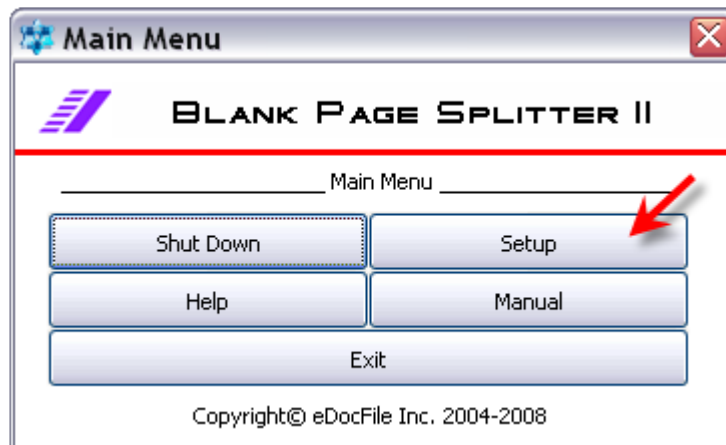 Main Menu
BLANK PAGE SPLITTER II
Main Menu
Shut Down Setup
Help Manual
Exit
Copyright© eDocFile Inc. 2004-2008